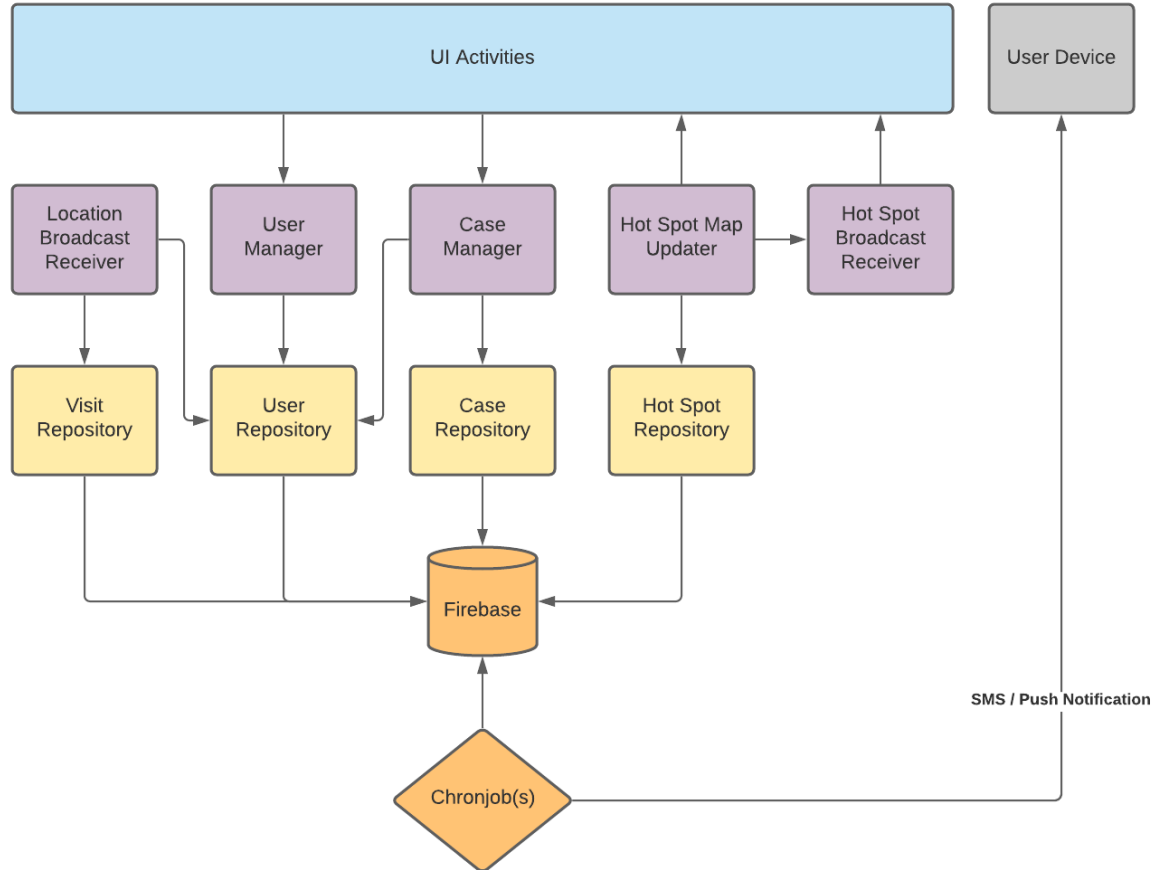 UI Activities
User Device
Location
Broadcast
Receiver
User
Manager
Case
Manager
Hot Spot Map
Updater
Hot Spot
Broadcast
Receiver
Visit
Repository
User
Repository
Case
Repository
Hot Spot
Repository
Firebase
SMS / Push Notification
Chronjob(s)